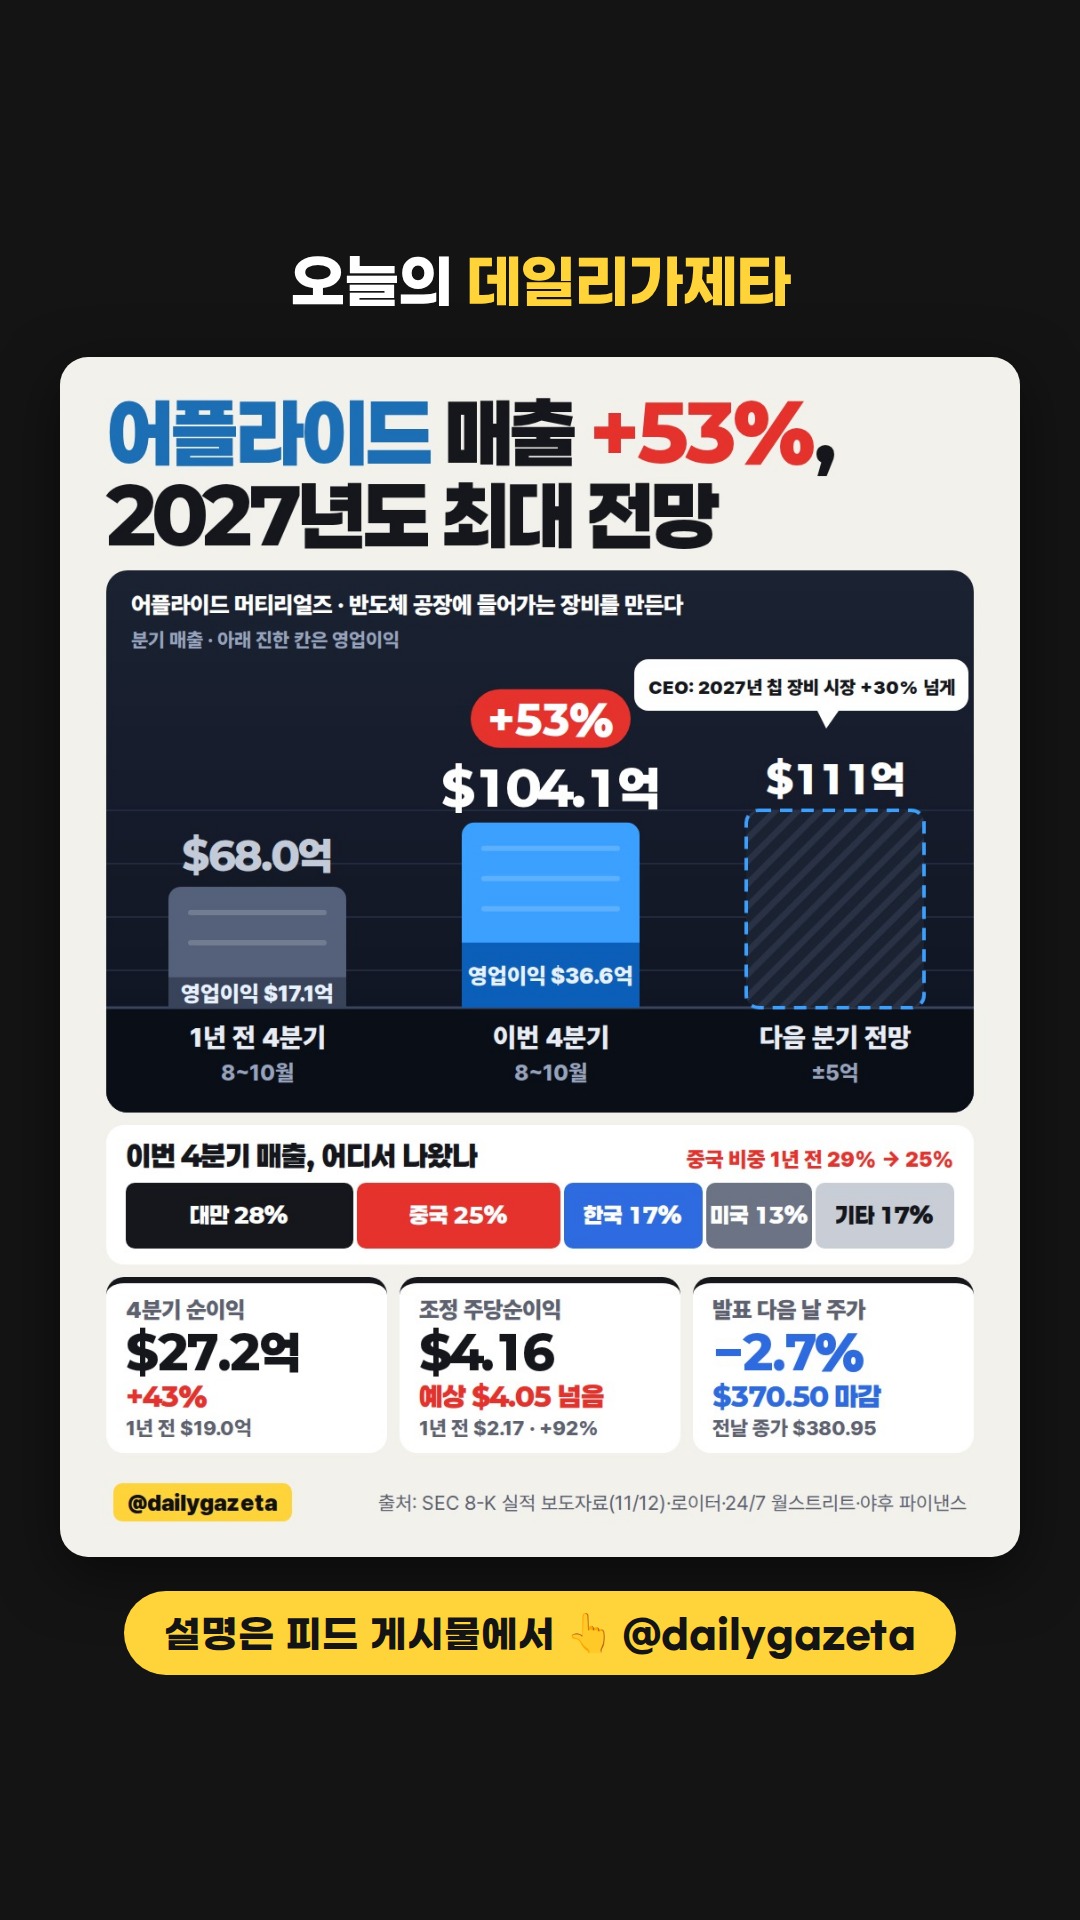 오늘의 데일리가제타
어플라이드 매출 +53%,
2027년도 최대 전망
어플라이드 머티리얼즈 · 반도체 공장에 들어가는 장비를 만든다
분기 매출 · 아래 진한 칸은 영업이익
CEO: 2027년 칩 장비 시장 +30% 넘게
+53%
$68.0억
$104.1억
$111억
영업이익 $17.1억
영업이익 $36.6억
1년 전 4분기
이번 4분기
다음 분기 전망
8~10월
8~10월
±5억
이번 4분기 매출, 어디서 나왔나
중국 비중 1년 전 29% → 25%
대만 28%
중국 25%
한국 17%
미국 13%
기타 17%
4분기 순이익
$27.2억
+43%
1년 전 $19.0억
조정 주당순이익
$4.16
예상 $4.05 넘음
1년 전 $2.17 · +92%
발표 다음 날 주가
−2.7%
$370.50 마감
전날 종가 $380.95
@dailygazeta
출처: SEC 8-K 실적 보도자료(11/12)·로이터·24/7 월스트리트·야후 파이낸스
설명은 피드 게시물에서 👆 @dailygazeta